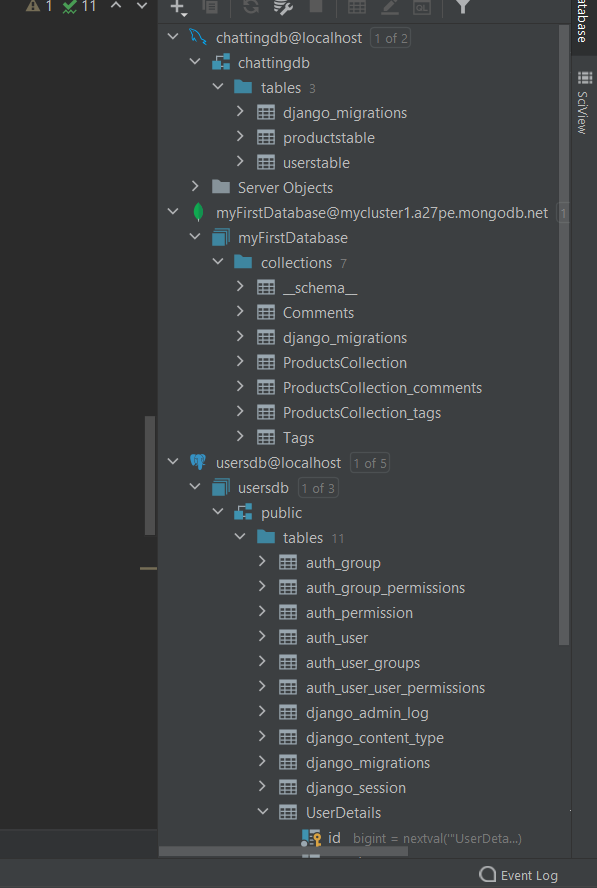 1 11
chattingdb@localhost 1 of 2
chattingdb
tables 3
django_migrations
productstable
userstable
Server Objects
myFirstDatabase@mycluster1.a27pe.mongodb.net 1
myFirstDatabase
collections 7
__schema__
Comments
django_migrations
ProductsCollection
ProductsCollection_comments
ProductsCollection_tags
Tags
usersdb@localhost 1 of 5
usersdb 1 of 3
public
tables 11
auth_group
auth_group_permissions
auth_permission
auth_user
auth_user_groups
auth_user_user_permissions
django_admin_log
django_content_type
django_migrations
django_session
UserDetails
id bigint = nextval('"UserDeta...)
Event Log
atabase
SciView